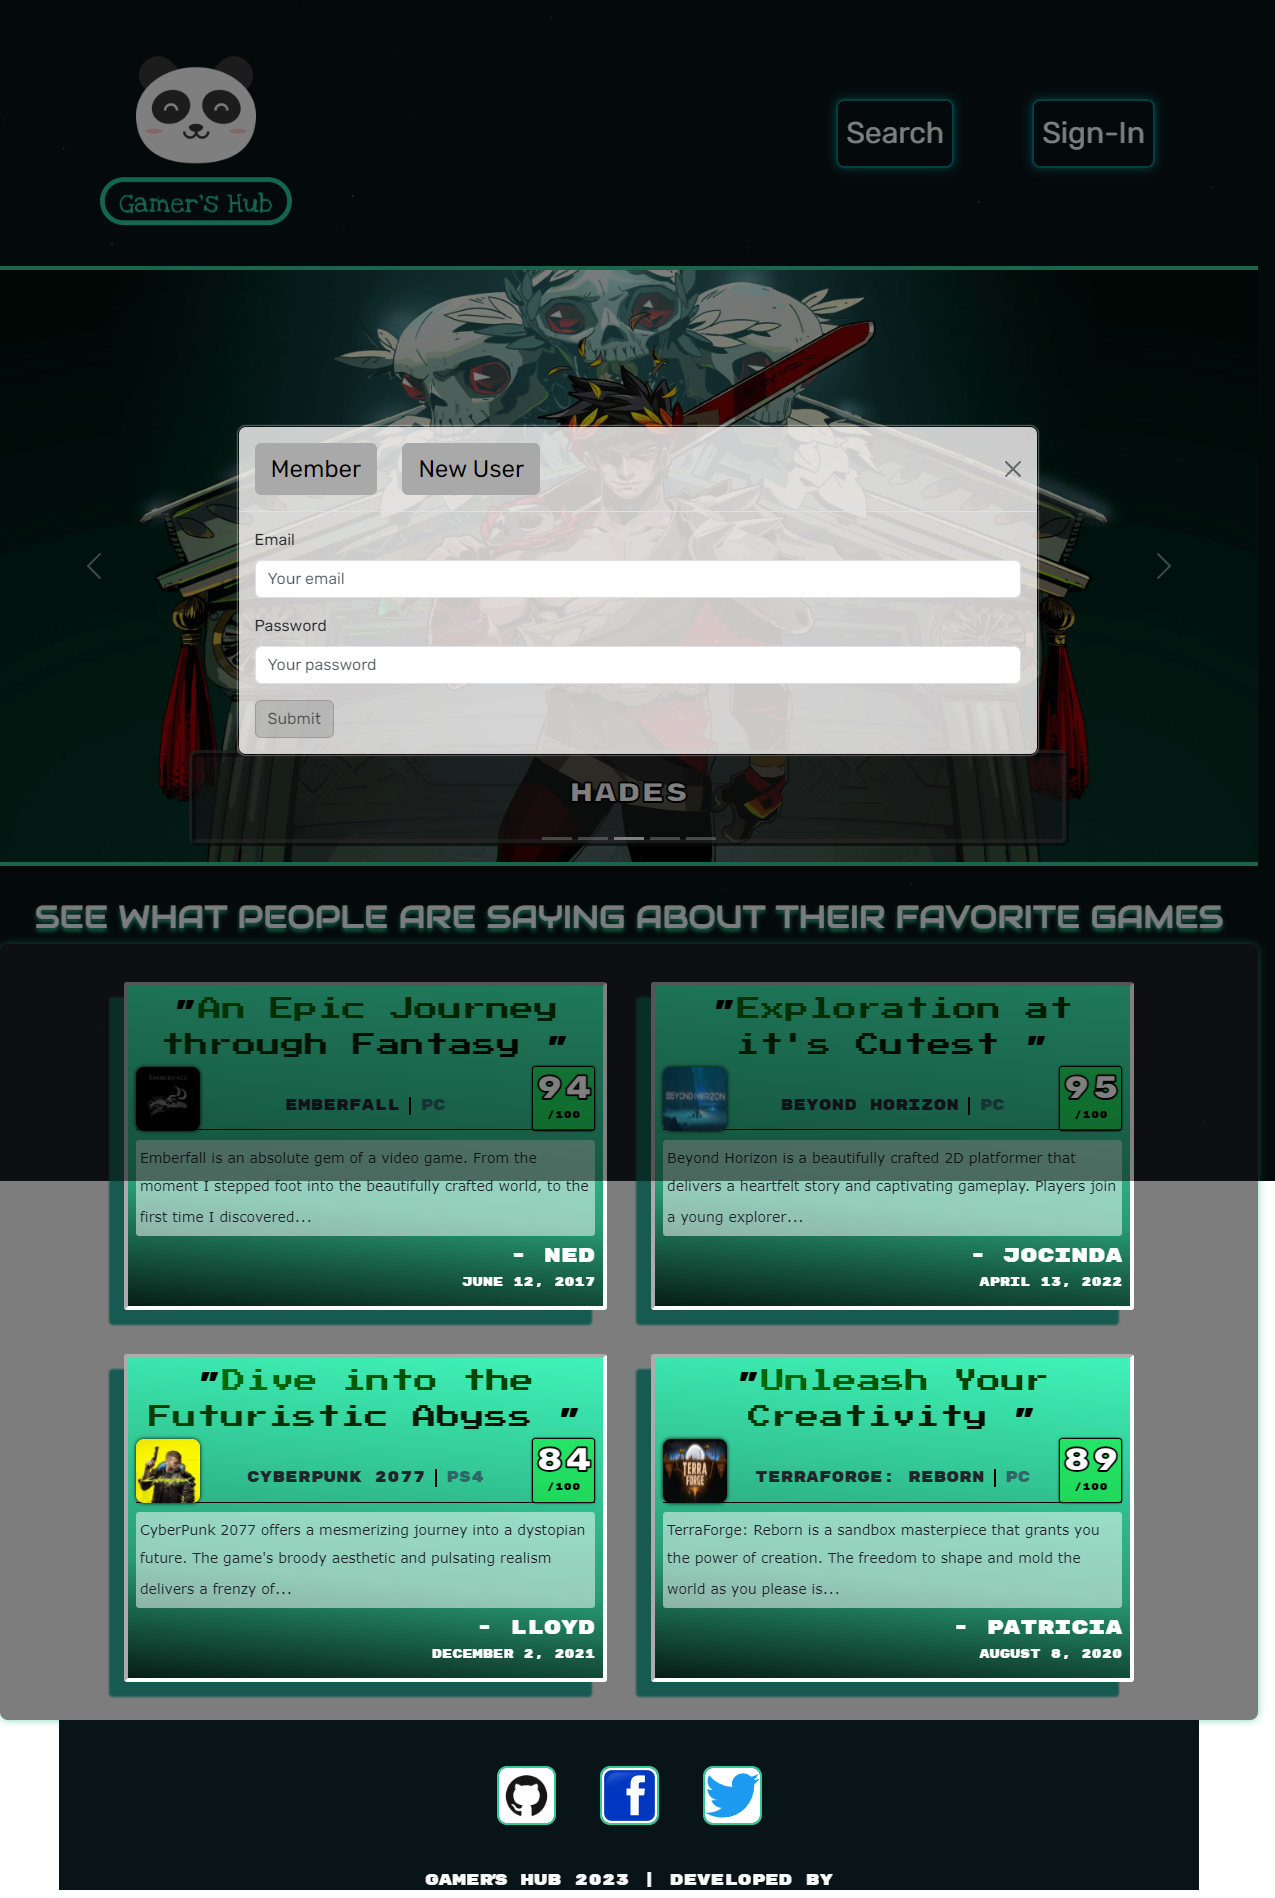 Gamer's Hub
Search
Sign-In
Member
New User
Email
Your email
Password
Your password
Submit
HADES
SEE WHAT PEOPLE ARE SAYING ABOUT THEIR FAVORITE GAMES
"An Epic Journey
through Fantasy "
EMBERFALL
EMBERFALL | PC
94
/100
Emberfall is an absolute gem of a video game. From the
moment I stepped foot into the beautifully crafted world, to the
first time I discovered...
- NED
JUNE 12, 2017
"Exploration at
it's Cutest "
BEYOND HORIZON
BEYOND HORIZON | PC
95
/100
Beyond Horizon is a beautifully crafted 2D platformer that
delivers a heartfelt story and captivating gameplay. Players join
a young explorer...
- JOCINDA
APRIL 13, 2022
"Dive into the
Futuristic Abyss "
CYBERPUNK 2077 | PS4
84
/100
CyberPunk 2077 offers a mesmerizing journey into a dystopian
future. The game's broody aesthetic and pulsating realism
delivers a frenzy of...
- LLOYD
DECEMBER 2, 2021
"Unleash Your
Creativity "
TERRA
FORGE
TERRAFORGE: REBORN | PC
89
/100
TerraForge: Reborn is a sandbox masterpiece that grants you
the power of creation. The freedom to shape and mold the
world as you please is...
- PATRICIA
AUGUST 8, 2020
GAMER'S HUB 2023 | DEVELOPED BY